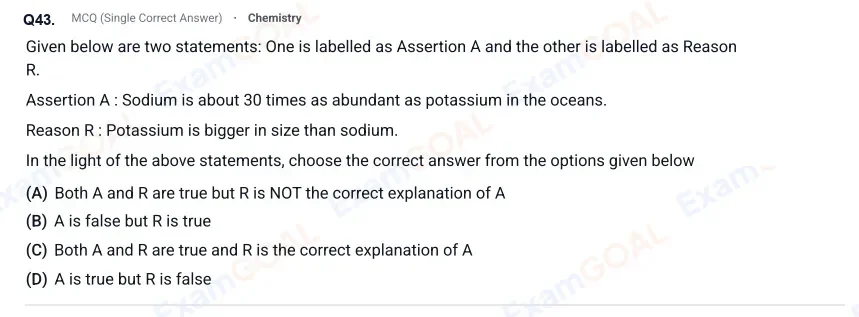 Q43. MCQ (Single Correct Answer) · Chemistry
Given below are two statements: One is labelled as Assertion A and the other is labelled as Reason
R.
Assertion A : Sodium is about 30 times as abundant as potassium in the oceans.
Reason R : Potassium is bigger in size than sodium.
In the light of the above statements, choose the correct answer from the options given below
(A) Both A and R are true but R is NOT the correct explanation of A
(B) A is false but R is true
(C) Both A and R are true and R is the correct explanation of A
(D) A is true but R is false
ExamGOAL